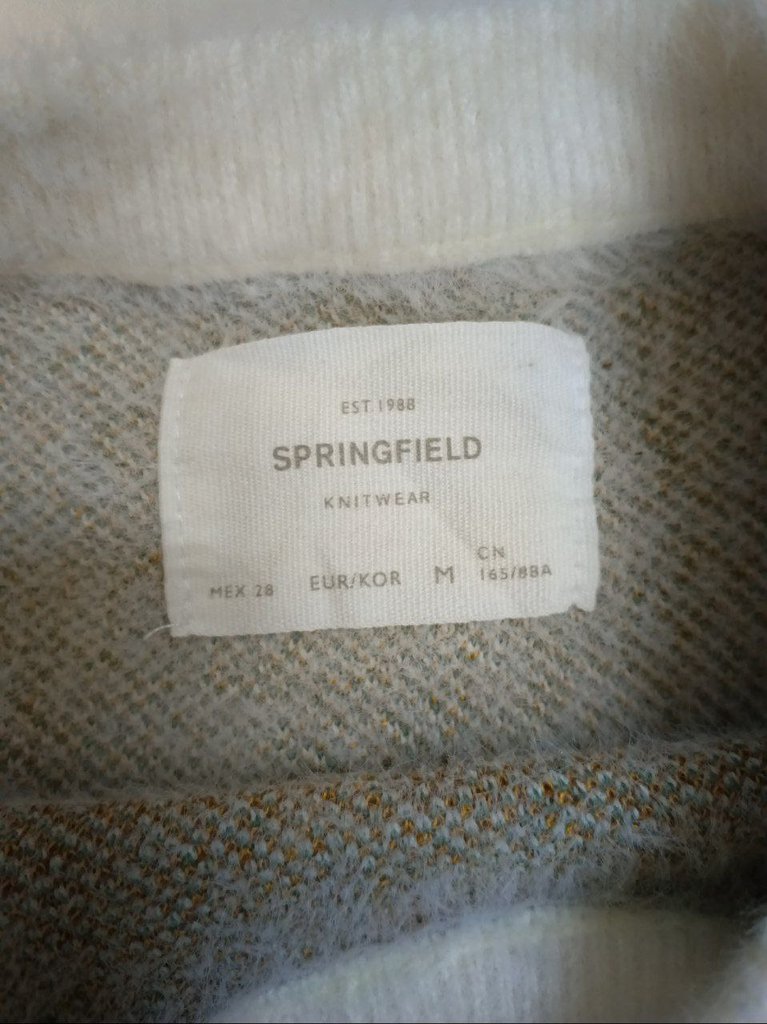 EST 1988
SPRINGFIELD
KNITWEAR
MEX 28 EUR/KOR M CN 165/88A